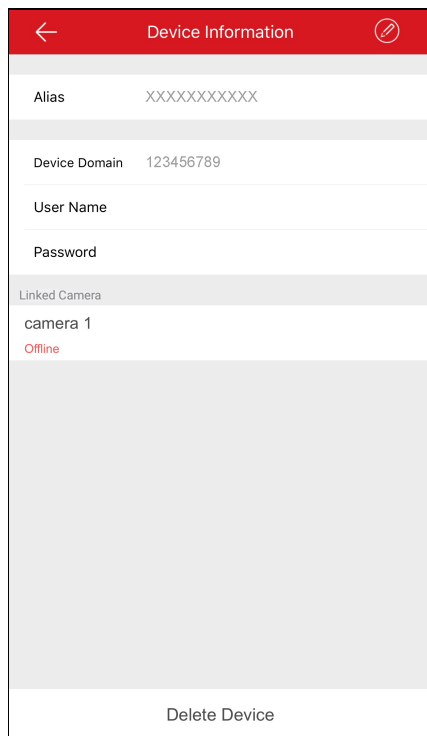 Device Information
Alias XXXXXXXXXXX
Device Domain 123456789
User Name
Password
Linked Camera
camera 1
Offline
Delete Device